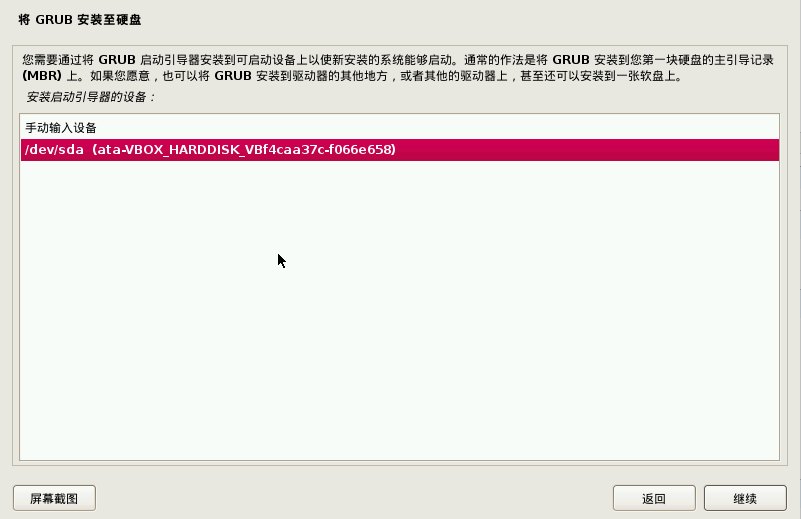 将 GRUB 安装至硬盘
您需要通过将 GRUB 启动引导器安装到可启动设备上以使新安装的系统能够启动。通常的作法是将 GRUB 安装到您第一块硬盘的主引导记录
(MBR) 上。如果您愿意，也可以将 GRUB 安装到驱动器的其他地方，或者其他的驱动器上，甚至还可以安装到一张软盘上。
安装启动引导器的设备：
手动输入设备
/dev/sda  (ata-VBOX_HARDDISK_VBf4caa37c-f066e658)
屏幕截图 返回 继续